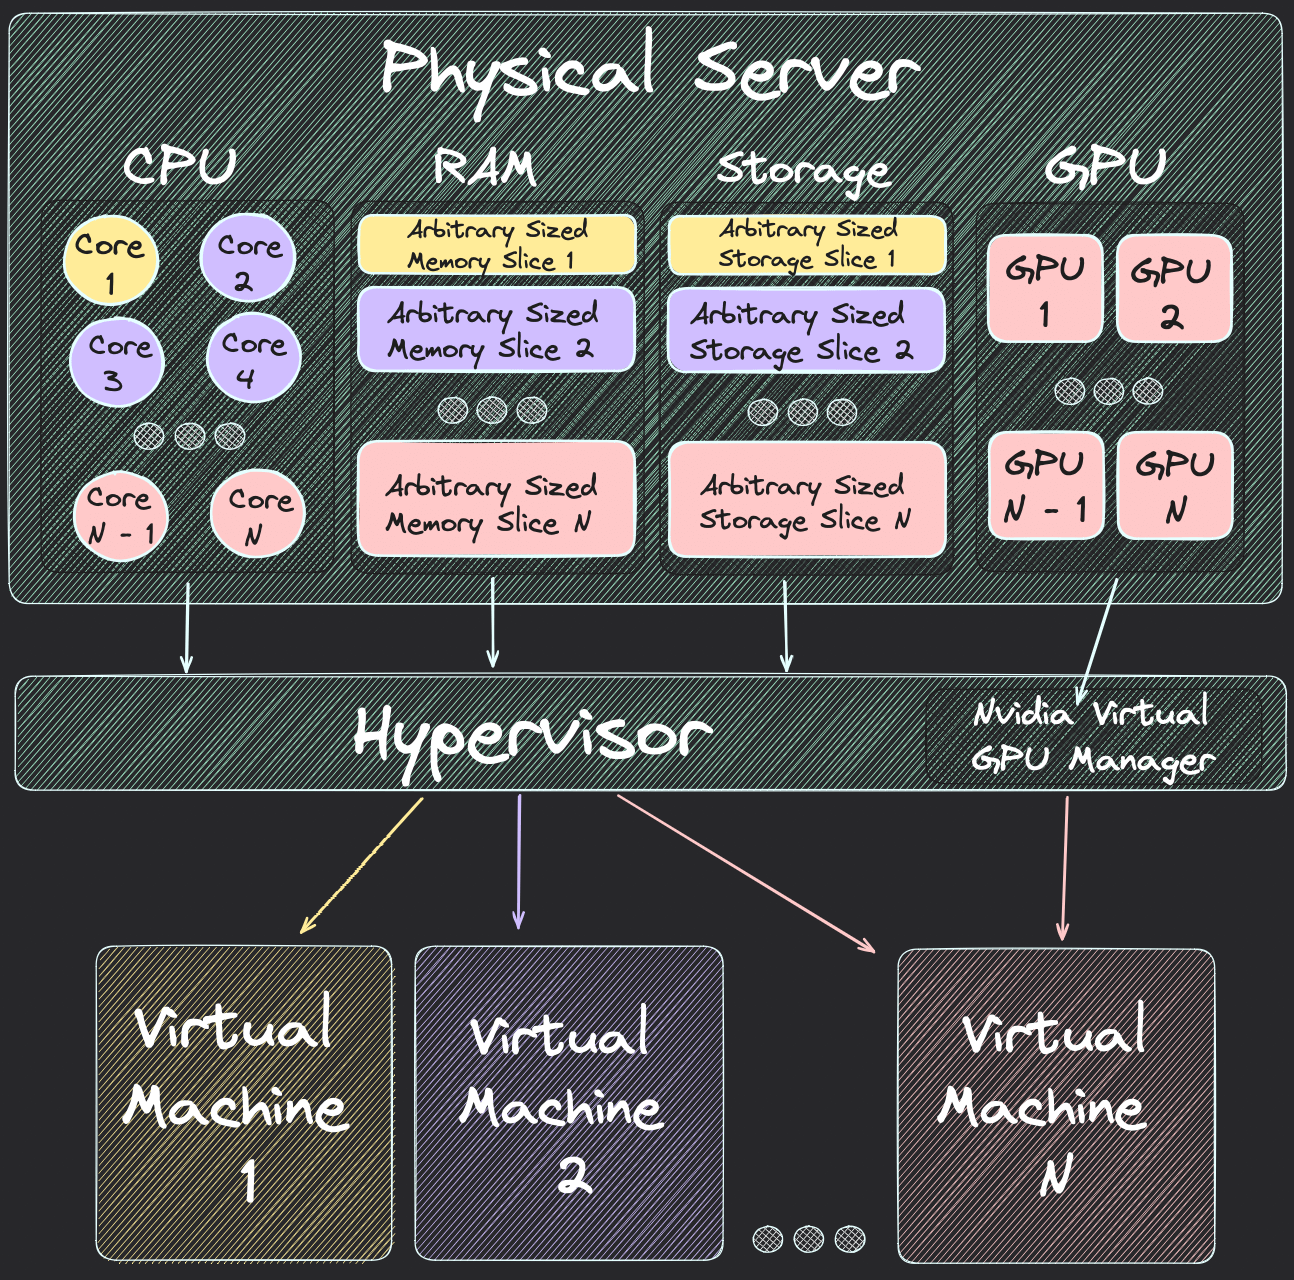 Physical Server
CPU
RAM
Storage
GPU
Core
1
Core
2
Core
3
Core
4
Core
N - 1
Core
N
Arbitrary Sized
Memory Slice 1
Arbitrary Sized
Memory Slice 2
Arbitrary Sized
Memory Slice N
Arbitrary Sized
Storage Slice 1
Arbitrary Sized
Storage Slice 2
Arbitrary Sized
Storage Slice N
GPU
1
GPU
2
GPU
N - 1
GPU
N
Hypervisor
Nvidia Virtual
GPU Manager
Virtual
Machine
1
Virtual
Machine
2
Virtual
Machine
N